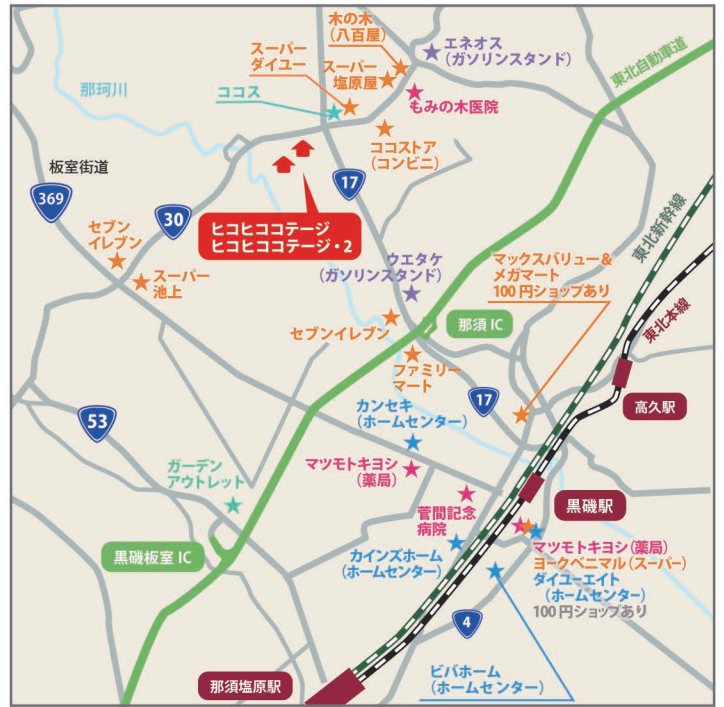 木の木
（八百屋）
エネオス
（ガソリンスタンド）
スーパー
ダイユー
スーパー
塩原屋
東北自動車道
那珂川
ココス
もみの木医院
ココストア
（コンビニ）
板室街道
17
369
30
ヒコヒココテージ
ヒコヒココテージ・2
東北新幹線
セブン
イレブン
スーパー
池上
ウエタケ
（ガソリンスタンド）
マックスバリュー＆
メガマート
100円ショップあり
東北本線
セブンイレブン
那須IC
ファミリー
マート
17
高久駅
53
カンセキ
（ホームセンター）
ガーデン
アウトレット
マツモトキヨシ
（薬局）
菅間記念
病院
黒磯駅
黒磯板室IC
カインズホーム
（ホームセンター）
マツモトキヨシ（薬局）
ヨークベニマル（スーパー）
ダイユーエイト
（ホームセンター）
100円ショップあり
4
那須塩原駅
ビバホーム
（ホームセンター）